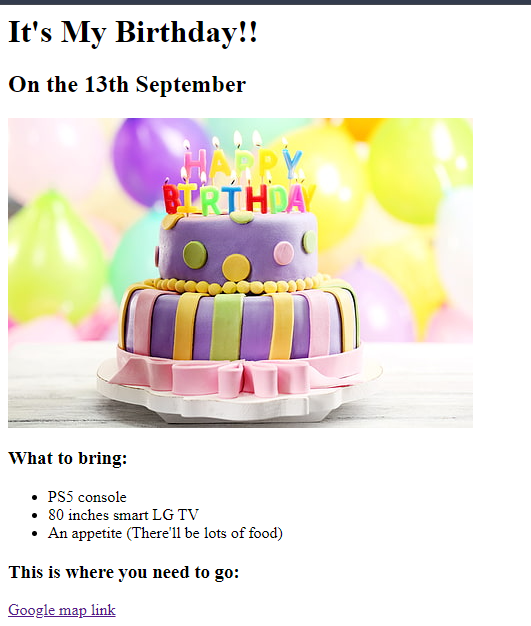 It's My Birthday!!
On the 13th September
HAPPY
BIRTHDAY
What to bring:
PS5 console
80 inches smart LG TV
An appetite (There'll be lots of food)
This is where you need to go:
Google map link